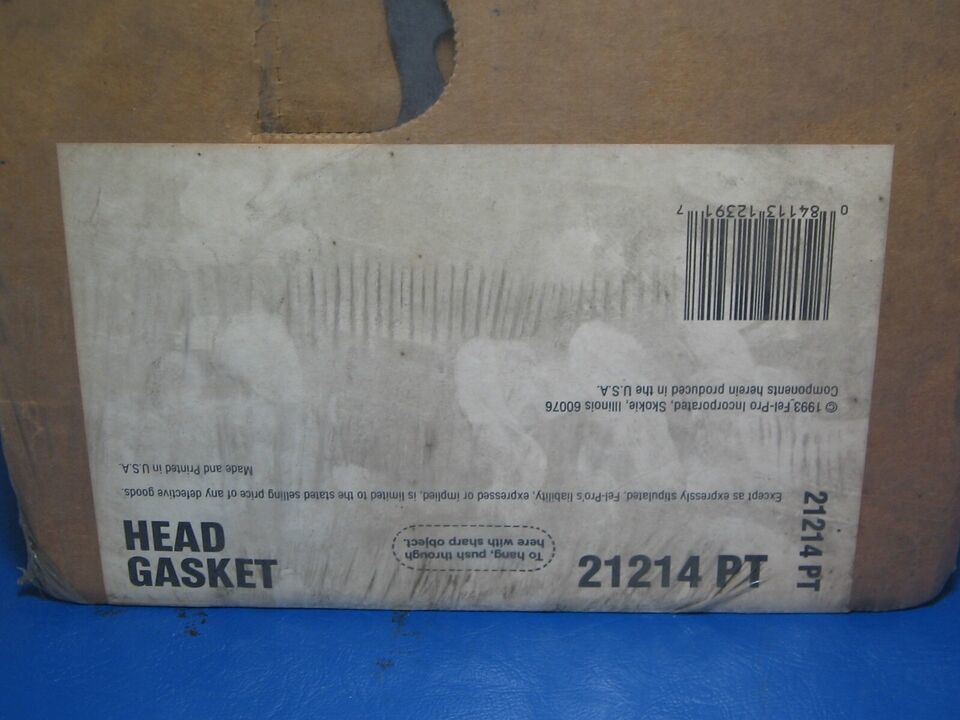 0 84113 12391 7
© 1993 Fel-Pro Incorporated, Skokie, Illinois 60076
Components herein produced in the U.S.A.
Made and Printed in U.S.A.
Except as expressly stipulated, Fel-Pro's liability, expressed or implied, is limited to the stated selling price of any defective goods.
HEAD
GASKET
To hang, push through
here with sharp object.
21214 PT
21214 PT